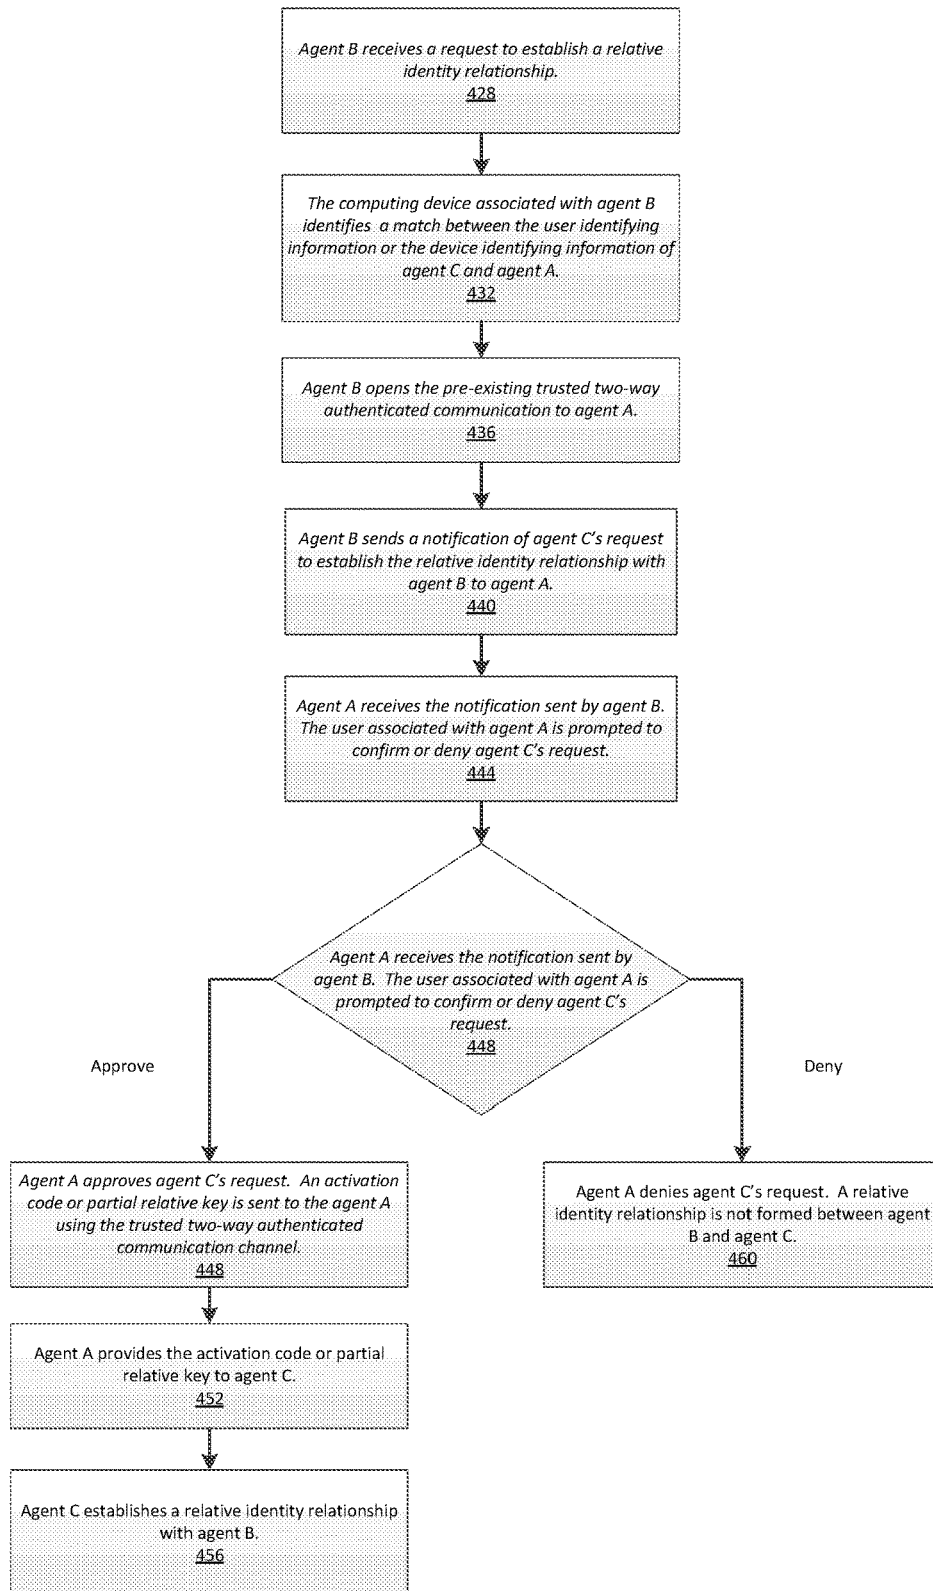 Agent B receives a request to establish a relative
identity relationship.
428
The computing device associated with agent B
identifies a match between the user identifying
information or the device identifying information of
agent C and agent A.
432
Agent B opens the pre-existing trusted two-way
authenticated communication to agent A.
436
Agent B sends a notification of agent C's request
to establish the relative identity relationship with
agent B to agent A.
440
Agent A receives the notification sent by agent B.
The user associated with agent A is prompted to
confirm or deny agent C's request.
444
Agent A receives the notification sent by
agent B. The user associated with agent A is
prompted to confirm or deny agent C's
request.
448
Approve
Deny
Agent A approves agent C's request. An activation
code or partial relative key is sent to the agent A
using the trusted two-way authenticated
communication channel.
448
Agent A denies agent C's request. A relative
identity relationship is not formed between agent
B and agent C.
460
Agent A provides the activation code or partial
relative key to agent C.
452
Agent C establishes a relative identity relationship
with agent B.
456